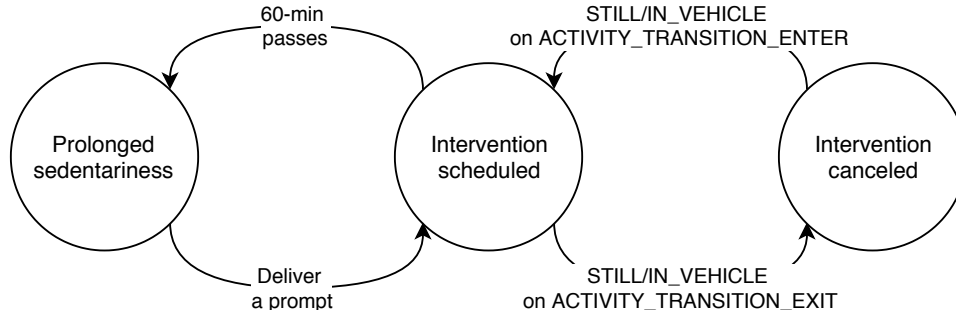 60-min
passes
STILL/IN_VEHICLE
on ACTIVITY_TRANSITION_ENTER
Prolonged
sedentariness
Intervention
scheduled
Intervention
canceled
Deliver
a prompt
STILL/IN_VEHICLE
on ACTIVITY_TRANSITION_EXIT